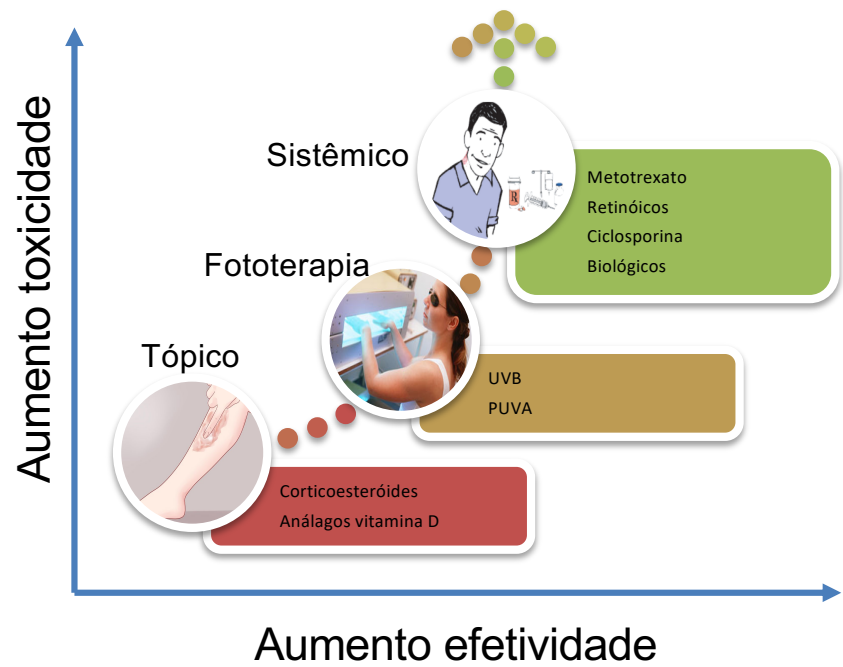 Aumento toxicidade
Sistêmico
Metotrexato
Retinóicos
Ciclosporina
Biológicos
Fototerapia
UVB
PUVA
Tópico
Corticoesteróides
Análagos vitamina D
Aumento efetividade